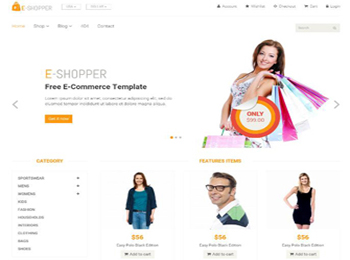 E-SHOPPER
Account
Wishlist
Checkout
Cart
Login
Home
Shop
Blog
404
Contact
Search
E-SHOPPER
Free E-Commerce Template
Lorem ipsum dolor sit amet, consectetur adipisicing elit, sed do
eiusmod tempor incididunt ut labore et dolore magna aliqua.
Get it now
ONLY
$99.00
CATEGORY
FEATURES ITEMS
SPORTSWEAR
MENS
WOMENS
KIDS
FASHION
HOUSEHOLDS
INTERIORS
CLOTHING
BAGS
SHOES
$56
$56
$56
Easy Polo Black Edition
Easy Polo Black Edition
Easy Polo Black Edition
Add to cart
Add to cart
Add to cart